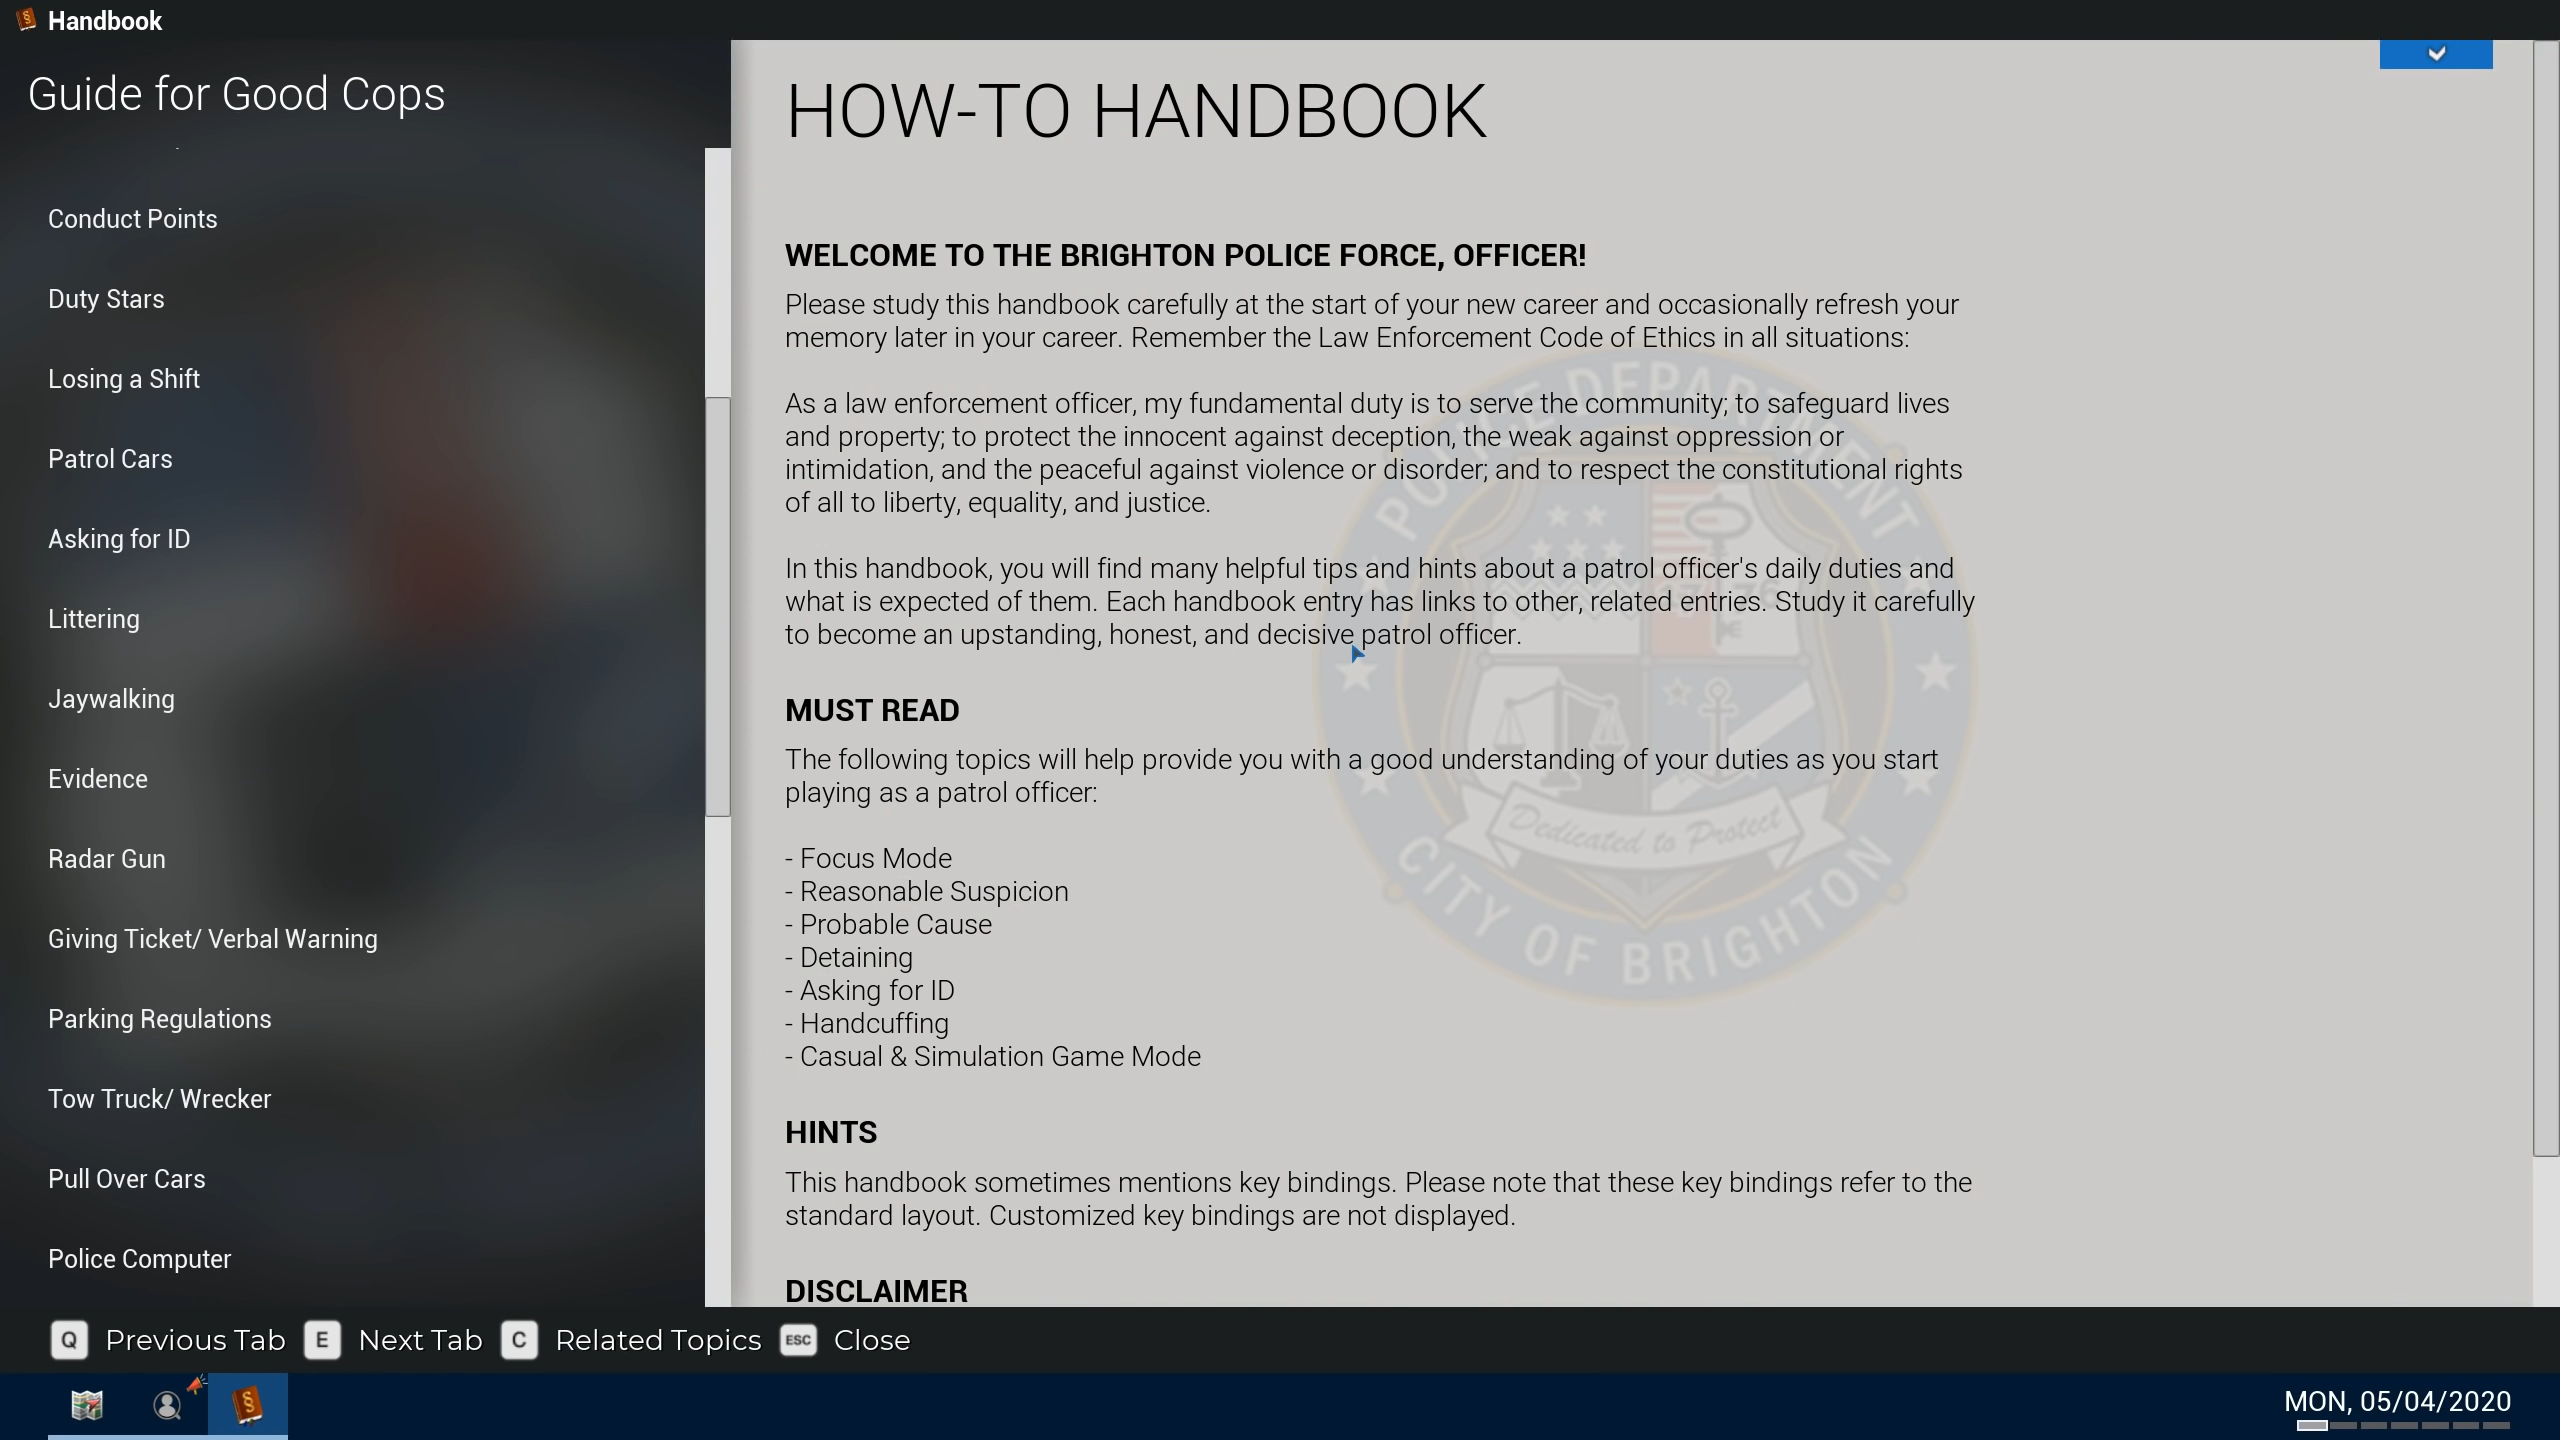 Handbook
Guide for Good Cops
Conduct Points
Duty Stars
Losing a Shift
Patrol Cars
Asking for ID
Littering
Jaywalking
Evidence
Radar Gun
Giving Ticket/ Verbal Warning
Parking Regulations
Tow Truck/ Wrecker
Pull Over Cars
Police Computer
HOW-TO HANDBOOK
WELCOME TO THE BRIGHTON POLICE FORCE, OFFICER!
Please study this handbook carefully at the start of your new career and occasionally refresh your
memory later in your career. Remember the Law Enforcement Code of Ethics in all situations:
As a law enforcement officer, my fundamental duty is to serve the community; to safeguard lives
and property; to protect the innocent against deception, the weak against oppression or
intimidation, and the peaceful against violence or disorder; and to respect the constitutional rights
of all to liberty, equality, and justice.
In this handbook, you will find many helpful tips and hints about a patrol officer's daily duties and
what is expected of them. Each handbook entry has links to other, related entries. Study it carefully
to become an upstanding, honest, and decisive patrol officer.
MUST READ
The following topics will help provide you with a good understanding of your duties as you start
playing as a patrol officer:
- Focus Mode
- Reasonable Suspicion
- Probable Cause
- Detaining
- Asking for ID
- Handcuffing
- Casual & Simulation Game Mode
HINTS
This handbook sometimes mentions key bindings. Please note that these key bindings refer to the
standard layout. Customized key bindings are not displayed.
DISCLAIMER
POLICE DEPARTMENT
1776
Dedicated to Protect
CITY OF BRIGHTON
Q Previous Tab E Next Tab C Related Topics ESC Close
§
MON, 05/04/2020